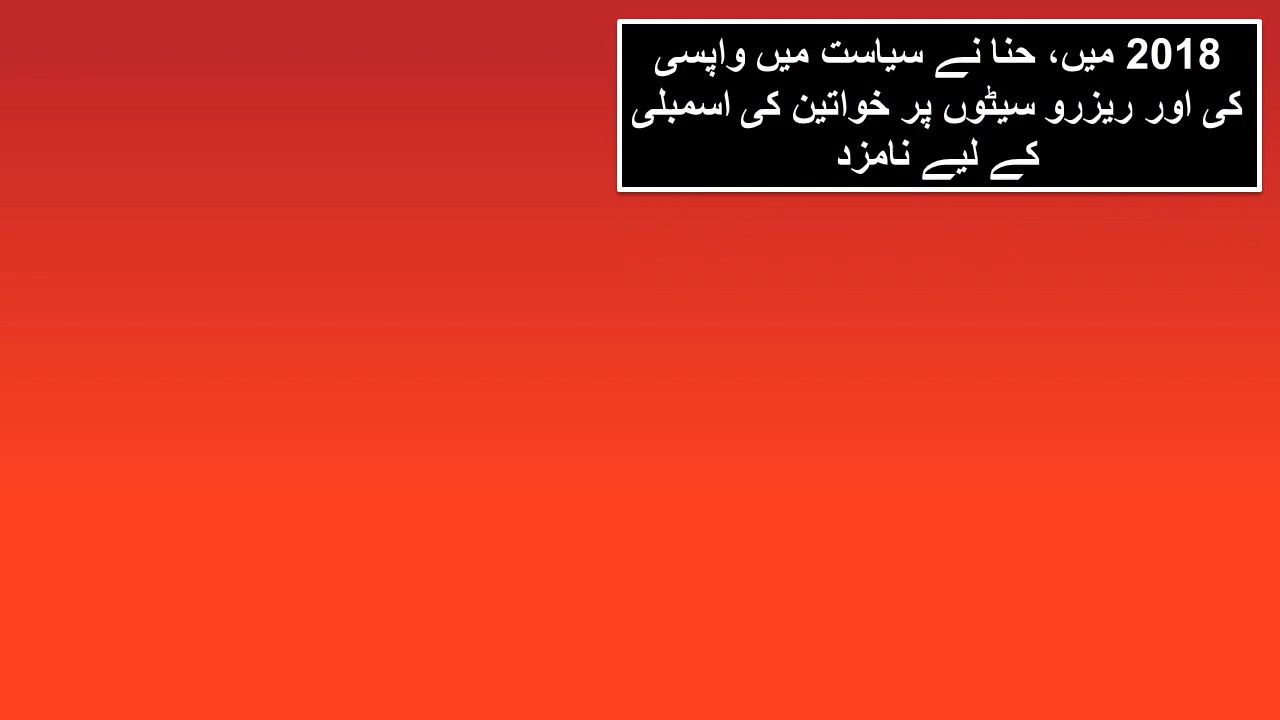 2018 میں، حنا نے سیاست میں واپسی
کی اور ریزرو سیٹوں پر خواتین کی اسمبلی
کے لیے نامزد